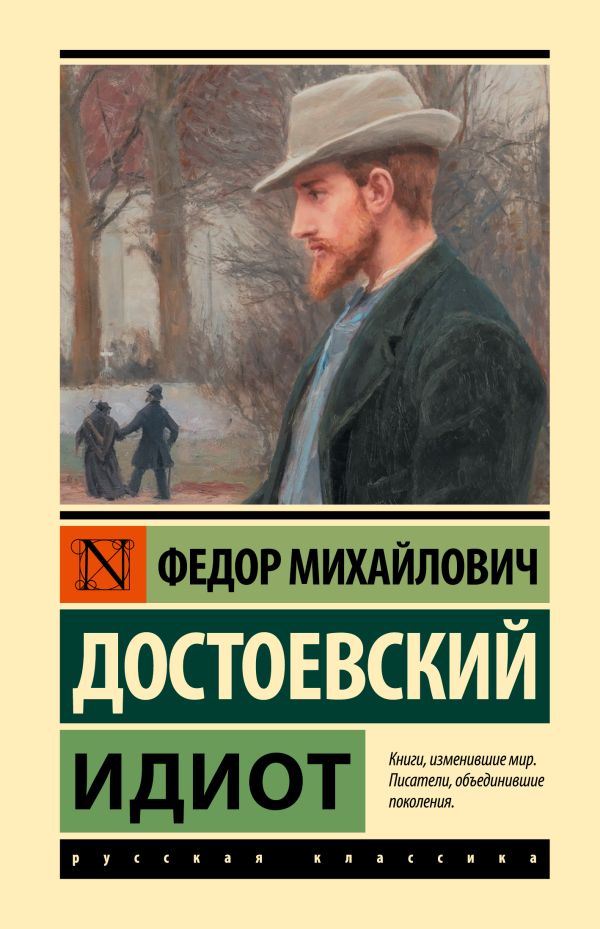 N
ФЕДОР МИХАЙЛОВИЧ
ДОСТОЕВСКИЙ
ИДИОТ
Книги, изменившие мир.
Писатели, объединившие
поколения.
русская классика